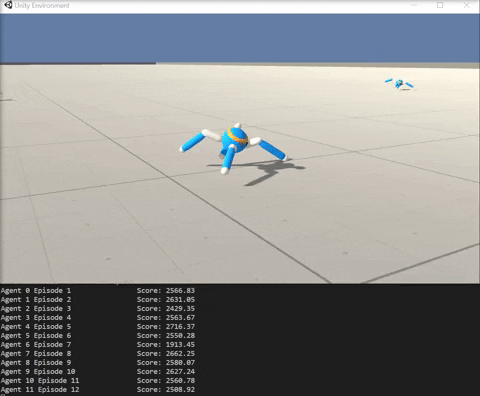 Unity Environment
Agent 0 Episode 1 Score: 2566.83
Agent 1 Episode 2 Score: 2631.05
Agent 2 Episode 3 Score: 2429.35
Agent 3 Episode 4 Score: 2563.67
Agent 4 Episode 5 Score: 2716.37
Agent 5 Episode 6 Score: 2550.28
Agent 6 Episode 7 Score: 1913.45
Agent 7 Episode 8 Score: 2662.25
Agent 8 Episode 9 Score: 2580.07
Agent 9 Episode 10 Score: 2627.24
Agent 10 Episode 11 Score: 2560.78
Agent 11 Episode 12 Score: 2508.92